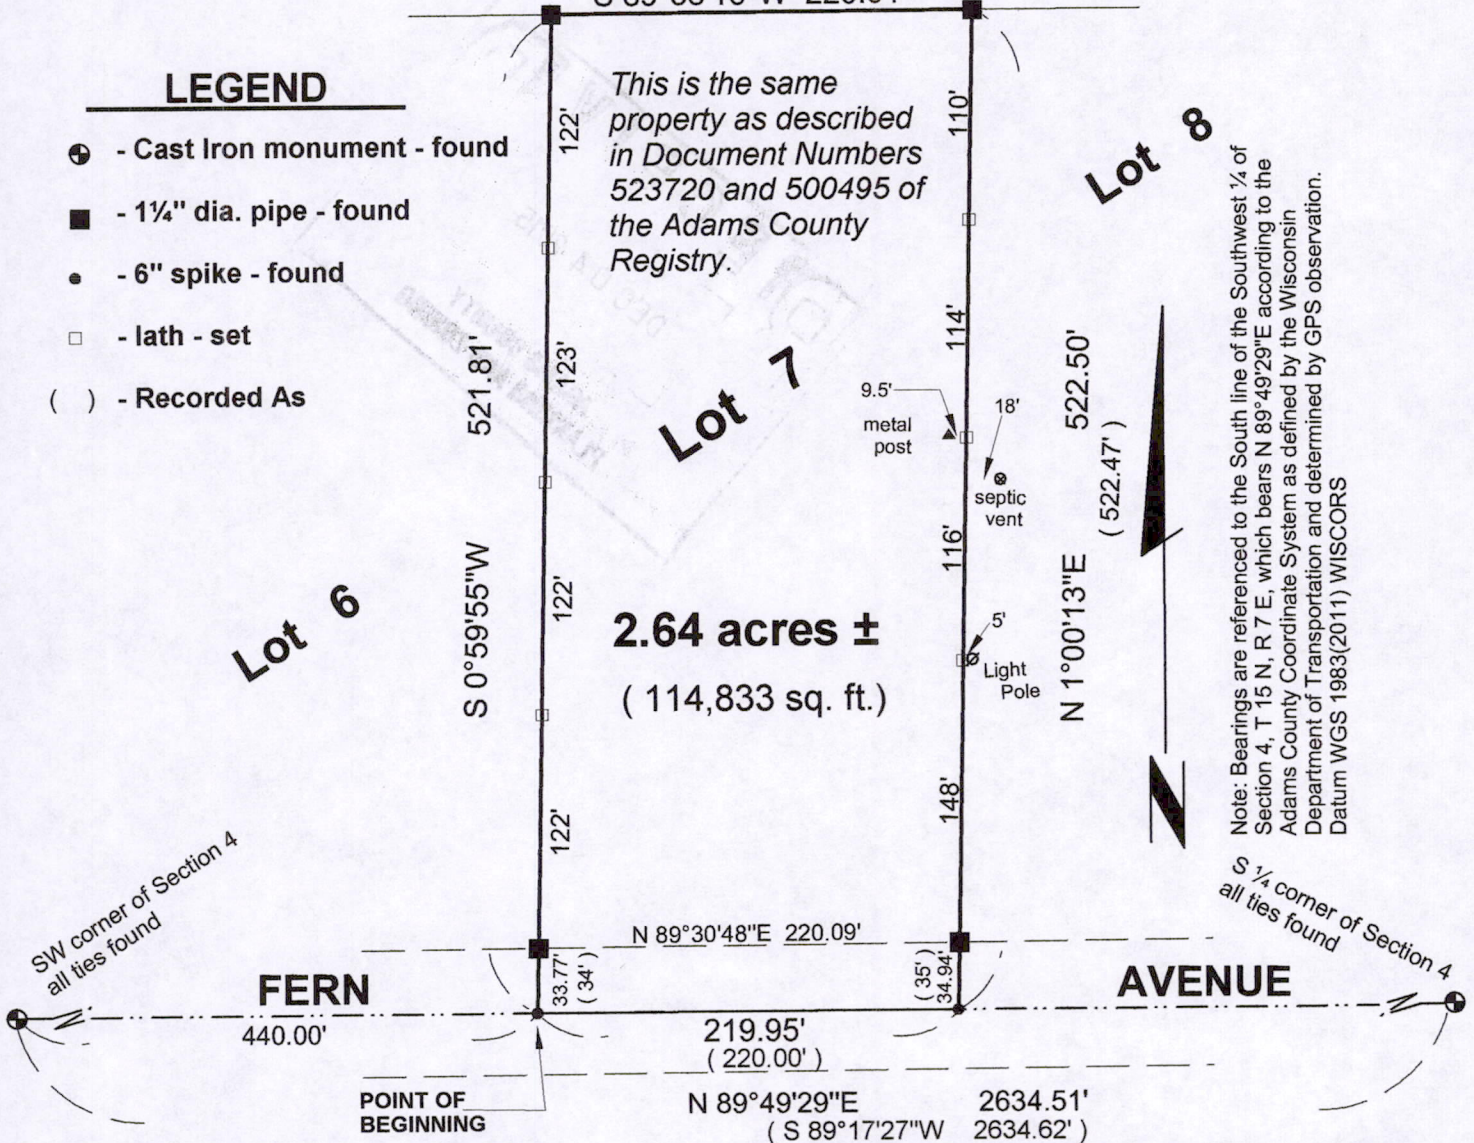 LEGEND
- Cast Iron monument - found
- 1¼" dia. pipe - found
- 6" spike - found
- lath - set
( ) - Recorded As
This is the same
property as described
in Document Numbers
523720 and 500495 of
the Adams County
Registry.
122'
123'
122'
122'
521.81'
S 0°59'55"W
110'
114'
116'
148'
522.50'
( 522.47' )
N 1°00'13"E
Lot 6
Lot 7
Lot 8
9.5'
metal
post
18'
septic
vent
5'
Light
Pole
2.64 acres ±
( 114,833 sq. ft.)
Note: Bearings are referenced to the South line of the Southwest ¼ of
Section 4, T 15 N, R 7 E, which bears N 89°49'29"E according to the
Adams County Coordinate System as defined by the Wisconsin
Department of Transportation and determined by GPS observation.
Datum WGS 1983(2011) WISCORS
N
SW corner of Section 4
all ties found
S ¼ corner of Section 4
all ties found
N 89°30'48"E 220.09'
33.77'
( 34' )
( 35' )
34.94'
FERN AVENUE
440.00'
219.95'
( 220.00' )
POINT OF
BEGINNING
N 89°49'29"E 2634.51'
( S 89°17'27"W 2634.62' )